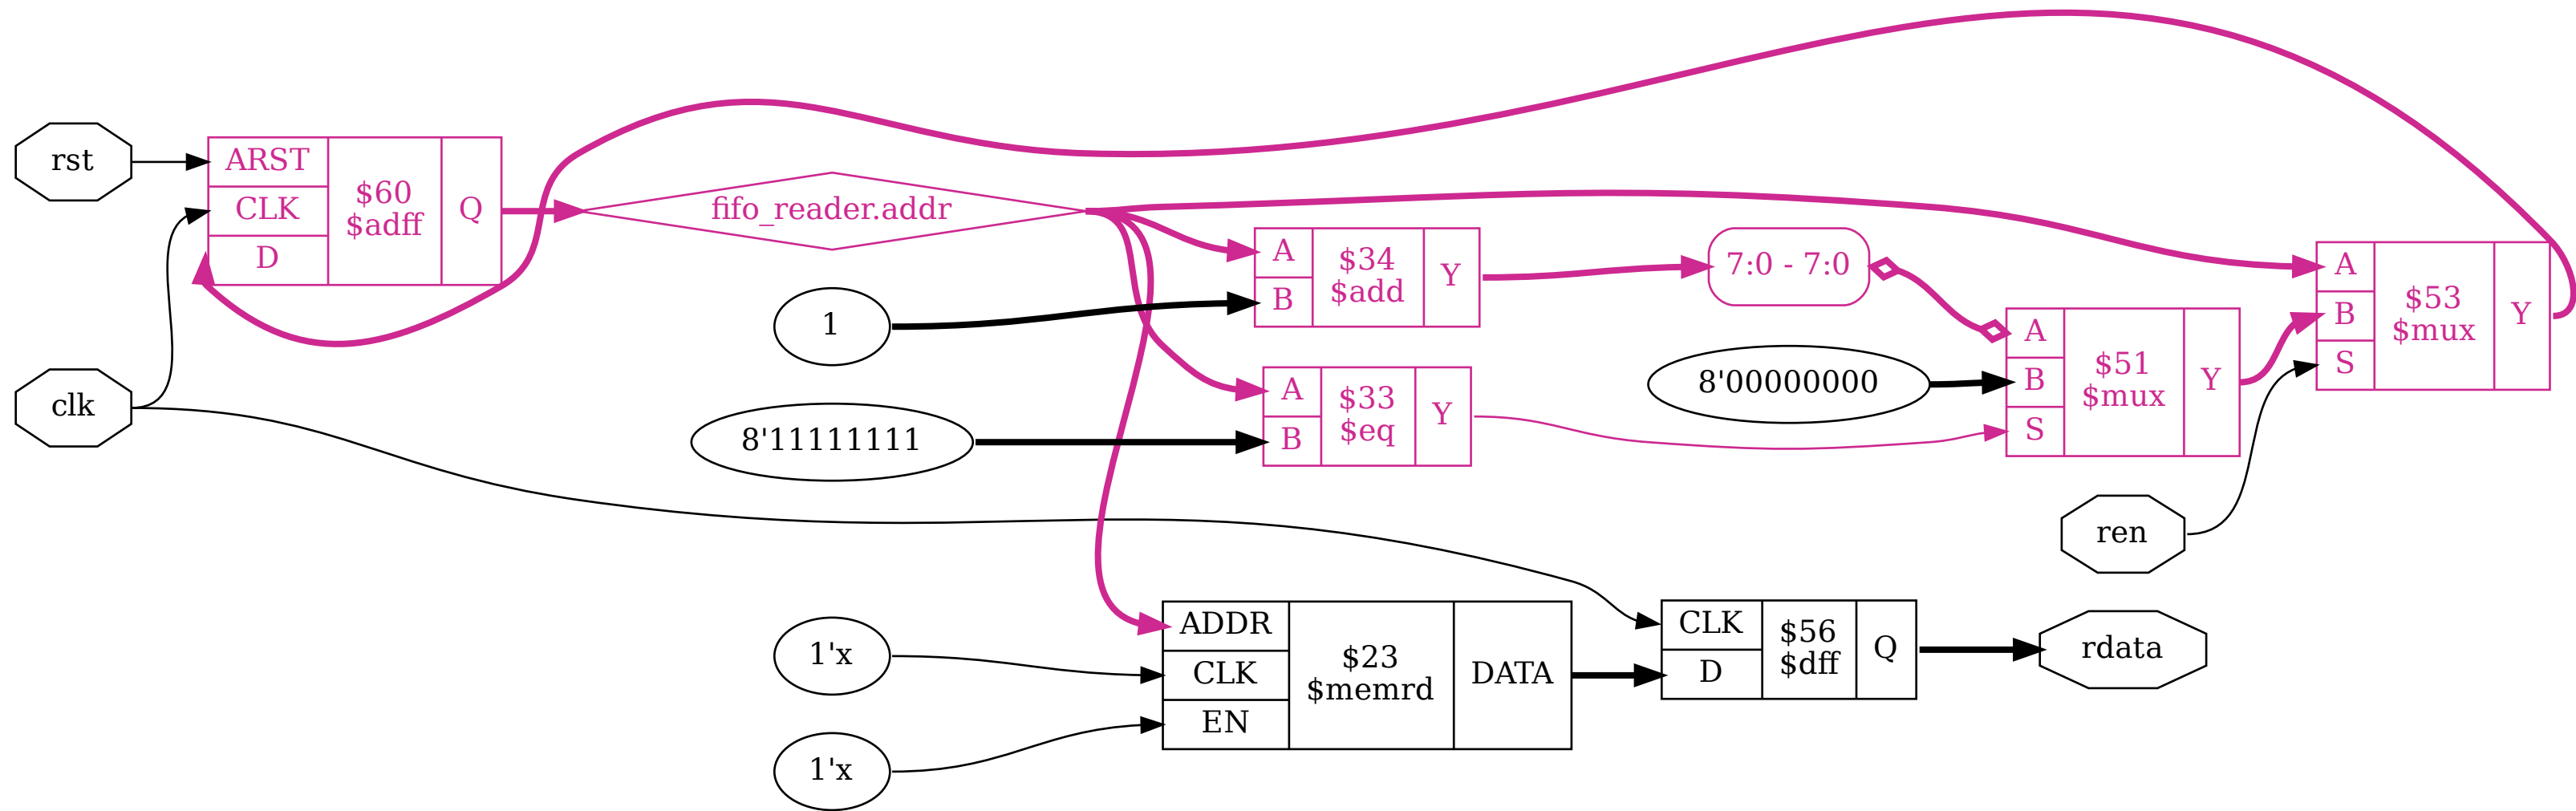 rst
clk
ARST
CLK
D
$60
$adff
Q
fifo_reader.addr
1
8'11111111
1'x
1'x
A
B
$34
$add
Y
A
B
$33
$eq
Y
ADDR
CLK
EN
$23
$memrd
DATA
7:0 - 7:0
8'00000000
CLK
D
$56
$dff
Q
A
B
S
$51
$mux
Y
ren
rdata
A
B
S
$53
$mux
Y